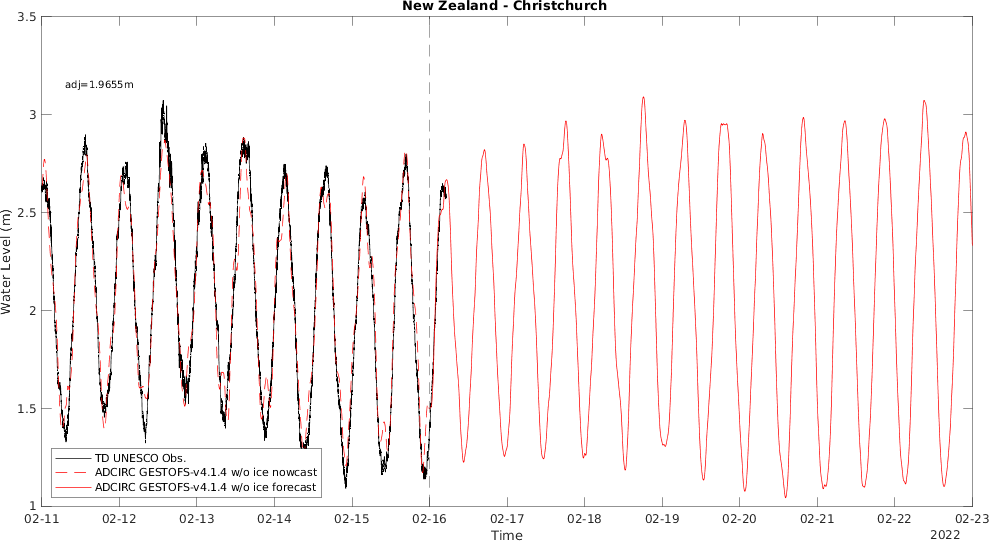 New Zealand - Christchurch
3.5
adj=1.9655m
3
2.5
Water Level (m)
2
1.5
TD UNESCO Obs.
ADCIRC GESTOFS-v4.1.4 w/o ice nowcast
ADCIRC GESTOFS-v4.1.4 w/o ice forecast
1
02-11 02-12 02-13 02-14 02-15 02-16 02-17 02-18 02-19 02-20 02-21 02-22 02-23
Time
2022